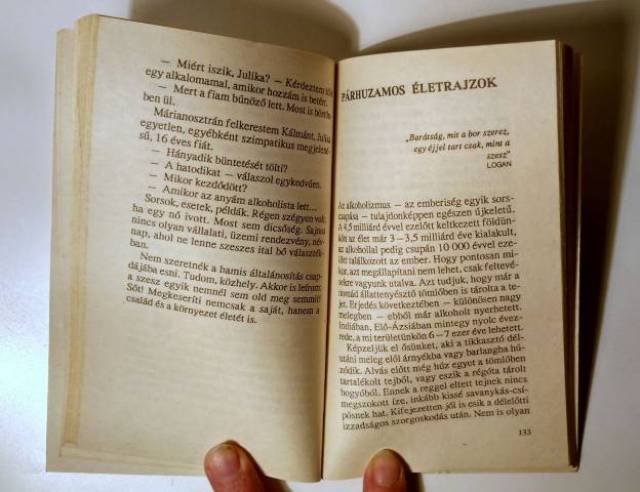 — Miért iszik, Julika? — Kérdeztem tőle
egy alkalommal, amikor hozzám is betért.
— Mert a fiam bűnöző lett. Most is börtön-
ben ül.
Márianosztrán felkerestem Kálmánt, Julika
egyetlen, egyébként szimpatikus megjelené-
sű, 16 éves fiát.
— Hányadik büntetését tölti?
— A hatodikat — válaszol egykedvűen.
— Mikor kezdődött?
— Amikor az anyám alkoholista lett...
Sorsok, esetek, példák. Régen szégyen volt,
ha egy nő ivott. Most sem dicsőség. Sajnos
nincs olyan vállalati, üzemi rendezvény, név-
nap, ahol ne lenne szeszes ital bő választék-
ban.
Nem szeretnék a hamis általánosítás csap-
dájába esni. Tudom, közhely. Akkor is leírom:
a szesz egyik nemnél sem old meg semmit!
Sőt! Megkeseríti nemcsak a saját, hanem a
család és a környezet életét is.
PÁRHUZAMOS ÉLETRAJZOK
„Barátság, mit a bor szerez,
egy éjjel tart csak, mint a
szesz"
LOGAN
Az alkoholizmus — az emberiség egyik sors-
csapása — tulajdonképpen egészen újkeletű.
A 4,5 milliárd évvel ezelőtt keltkezett földün-
kön az élet már 3—3,5 milliárd éve kialakult,
az alkohollal pedig csupán 10 000 évvel eze-
lőtt találkozott az ember. Hogy pontosan mi-
kor, azt megállapítani nem lehet, csak feltevé-
sekre vagyunk utalva. Azt tudjuk, hogy már a
nomád állattenyésztő tömlőiben is tárolta a te-
jet. Erjedés következtében — különösen nagy
melegben — ebből már alkoholt nyerhetett.
Indiában, Elő-Ázsiában mintegy nyolc évez-
rede, a mi területünkön 6—7 ezer éve lehetett.
Képzeljük el ősünket, aki a tikkasztó dél-
utáni meleg elől árnyékba vagy barlangba hú-
zódik. Alvás előtt még húz egyet a tömlőben
tartalékolt tejből, vagy eszik a régóta tárolt
bogyóból. Ennek a reggel eltett tejnek nincs
megszokott íze, inkább kissé savanykás-csí-
pősnek hat. Kifejezetten jól is esik a délelőtti
izzadságos szorgoskodás után. Nem is olyan
133